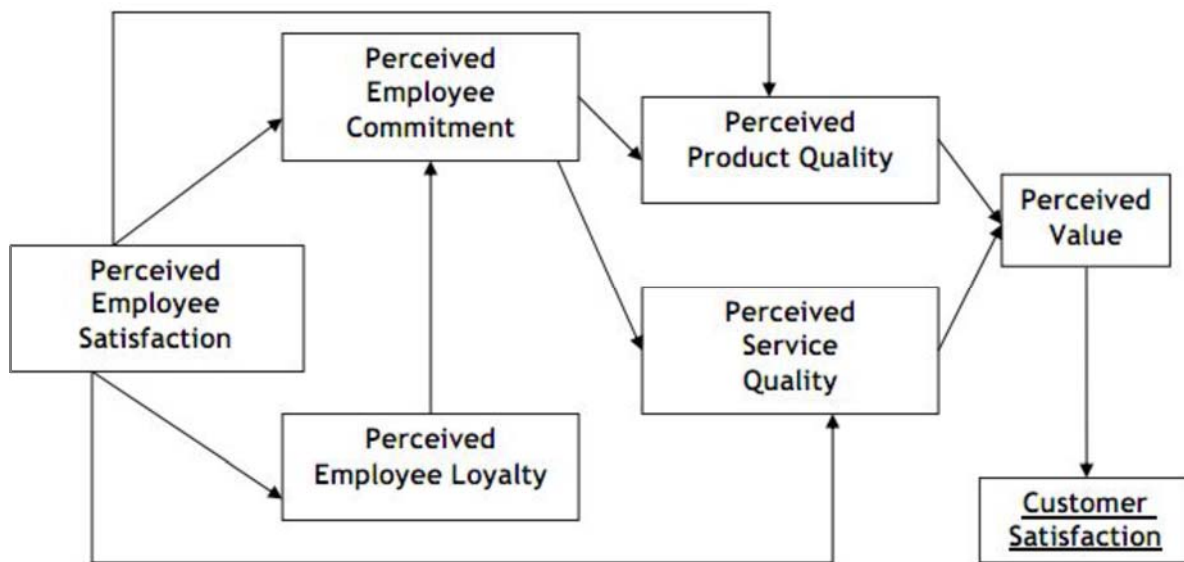 Perceived
Employee
Commitment
Perceived
Product Quality
Perceived
Value
Perceived
Employee
Satisfaction
Perceived
Service
Quality
Perceived
Employee Loyalty
Customer
Satisfaction